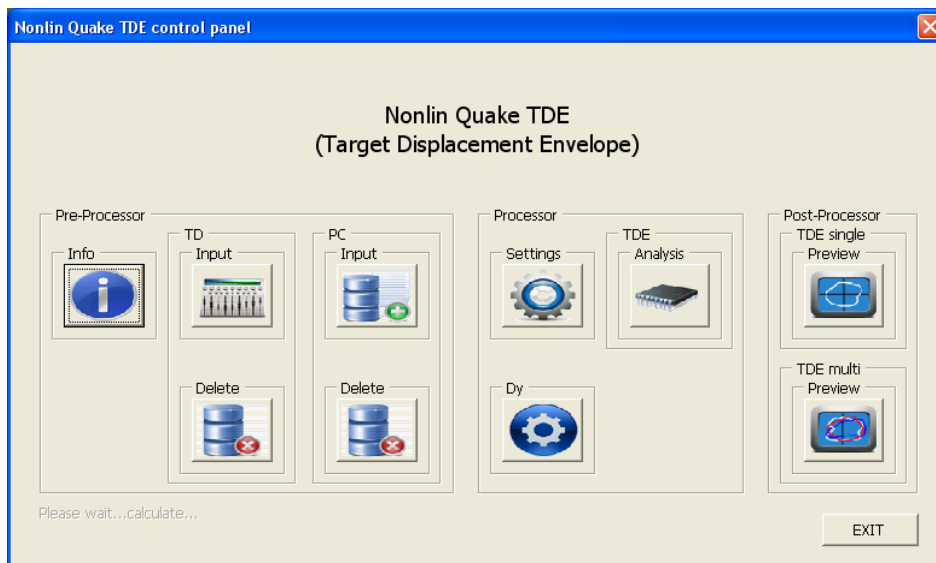 Nonlin Quake TDE control panel
Nonlin Quake TDE
(Target Displacement Envelope)
Pre-Processor
Info
TD
Input
Delete
PC
Input
Delete
Processor
Settings
Dy
TDE
Analysis
Post-Processor
TDE single
Preview
TDE multi
Preview
Please wait...calculate...
EXIT